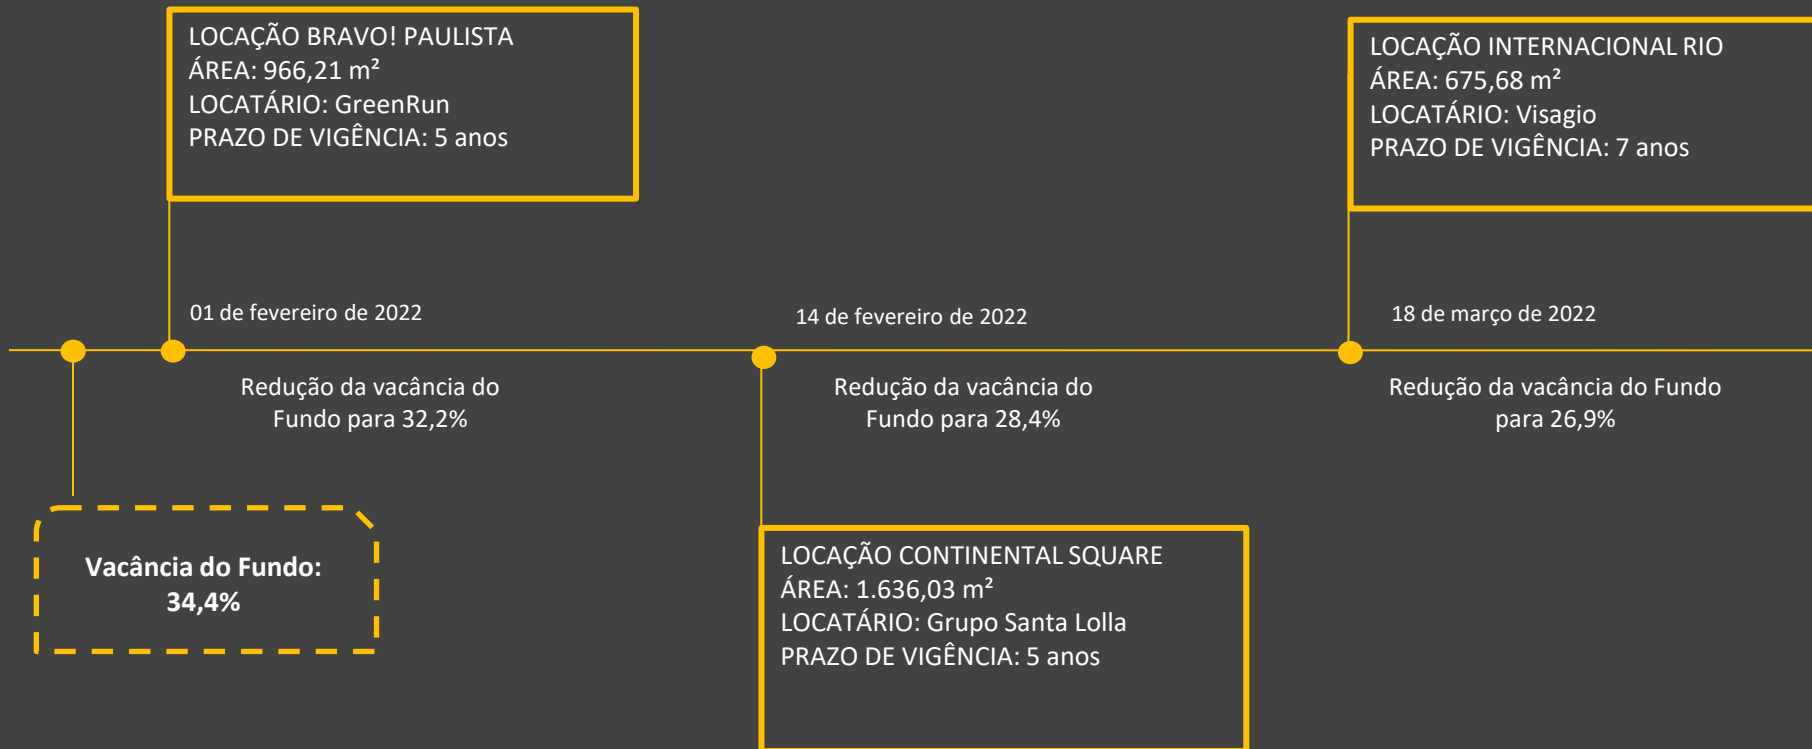 LOCAÇÃO BRAVO! PAULISTA
ÁREA: 966,21 m²
LOCATÁRIO: GreenRun
PRAZO DE VIGÊNCIA: 5 anos
LOCAÇÃO INTERNACIONAL RIO
ÁREA: 675,68 m²
LOCATÁRIO: Visagio
PRAZO DE VIGÊNCIA: 7 anos
01 de fevereiro de 2022
14 de fevereiro de 2022
18 de março de 2022
Redução da vacância do
Fundo para 32,2%
Redução da vacância do
Fundo para 28,4%
Redução da vacância do Fundo
para 26,9%
Vacância do Fundo:
34,4%
LOCAÇÃO CONTINENTAL SQUARE
ÁREA: 1.636,03 m²
LOCATÁRIO: Grupo Santa Lolla
PRAZO DE VIGÊNCIA: 5 anos